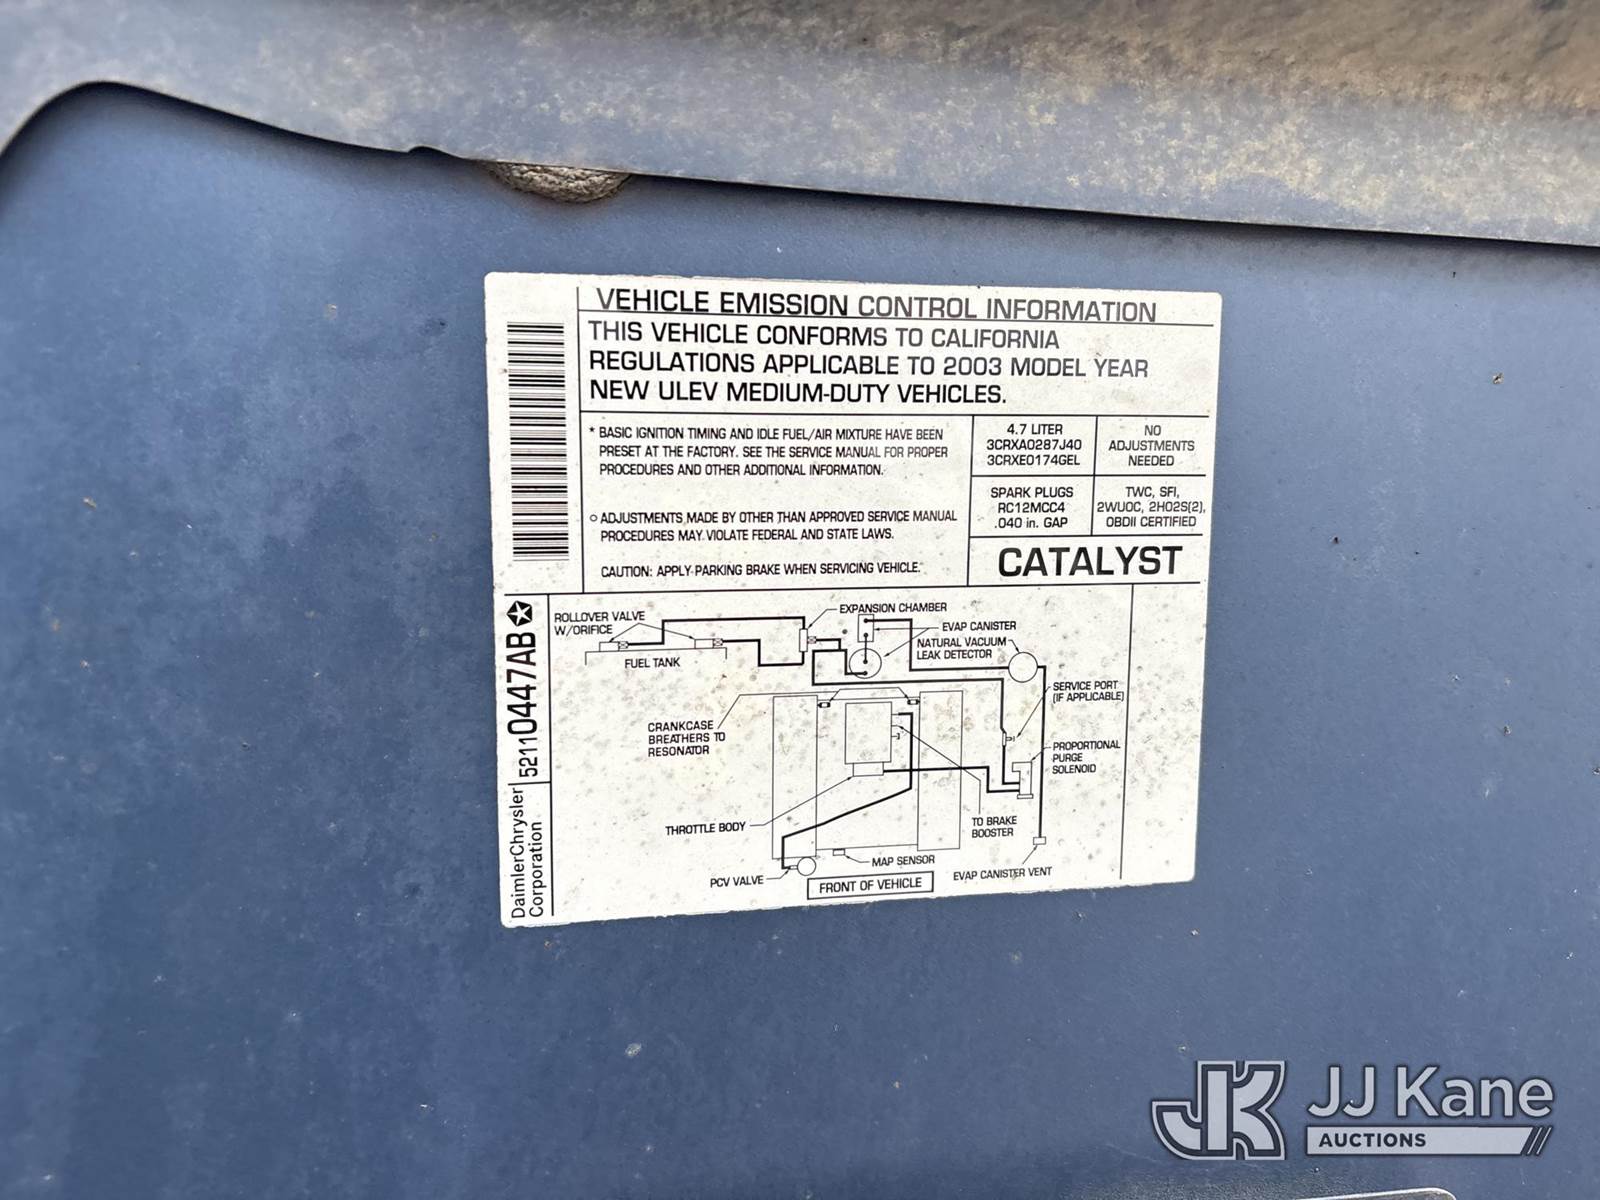 VEHICLE EMISSION CONTROL INFORMATION
THIS VEHICLE CONFORMS TO CALIFORNIA
REGULATIONS APPLICABLE TO 2003 MODEL YEAR
NEW ULEV MEDIUM-DUTY VEHICLES.
* BASIC IGNITION TIMING AND IDLE FUEL/AIR MIXTURE HAVE BEEN
PRESET AT THE FACTORY. SEE THE SERVICE MANUAL FOR PROPER
PROCEDURES AND OTHER ADDITIONAL INFORMATION.
○ ADJUSTMENTS MADE BY OTHER THAN APPROVED SERVICE MANUAL
PROCEDURES MAY VIOLATE FEDERAL AND STATE LAWS.
CAUTION: APPLY PARKING BRAKE WHEN SERVICING VEHICLE.
4.7 LITER
3CRXA0287J40
3CRXE0174GEL
NO
ADJUSTMENTS
NEEDED
SPARK PLUGS
RC12MCC4
.040 in. GAP
TWC, SFI,
2WUOC, 2HO2S(2),
OBDII CERTIFIED
CATALYST
52110447AB
DaimlerChrysler
Corporation
ROLLOVER VALVE
W/ORIFICE
FUEL TANK
EXPANSION CHAMBER
EVAP CANISTER
NATURAL VACUUM
LEAK DETECTOR
SERVICE PORT
(IF APPLICABLE)
CRANKCASE
BREATHERS TO
RESONATOR
PROPORTIONAL
PURGE
SOLENOID
THROTTLE BODY
TO BRAKE
BOOSTER
MAP SENSOR
PCV VALVE
EVAP CANISTER VENT
FRONT OF VEHICLE
JK
JJ Kane
AUCTIONS